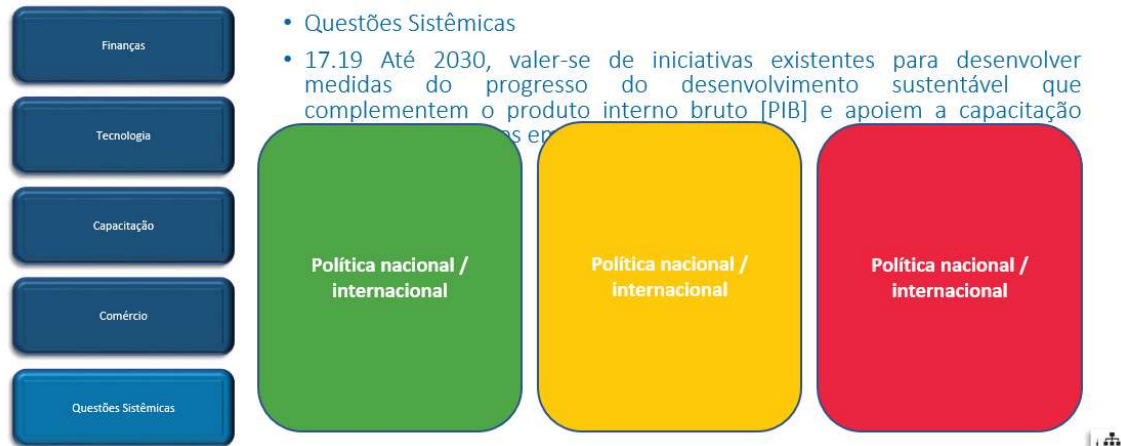 Finanças
Tecnologia
Capacitação
Comércio
Questões Sistêmicas
• Questões Sistêmicas
• 17.19 Até 2030, valer-se de iniciativas existentes para desenvolver
medidas do progresso do desenvolvimento sustentável que
complementem o produto interno bruto [PIB] e apoiem a capacitação
Política nacional /
internacional
Política nacional /
internacional
Política nacional /
internacional